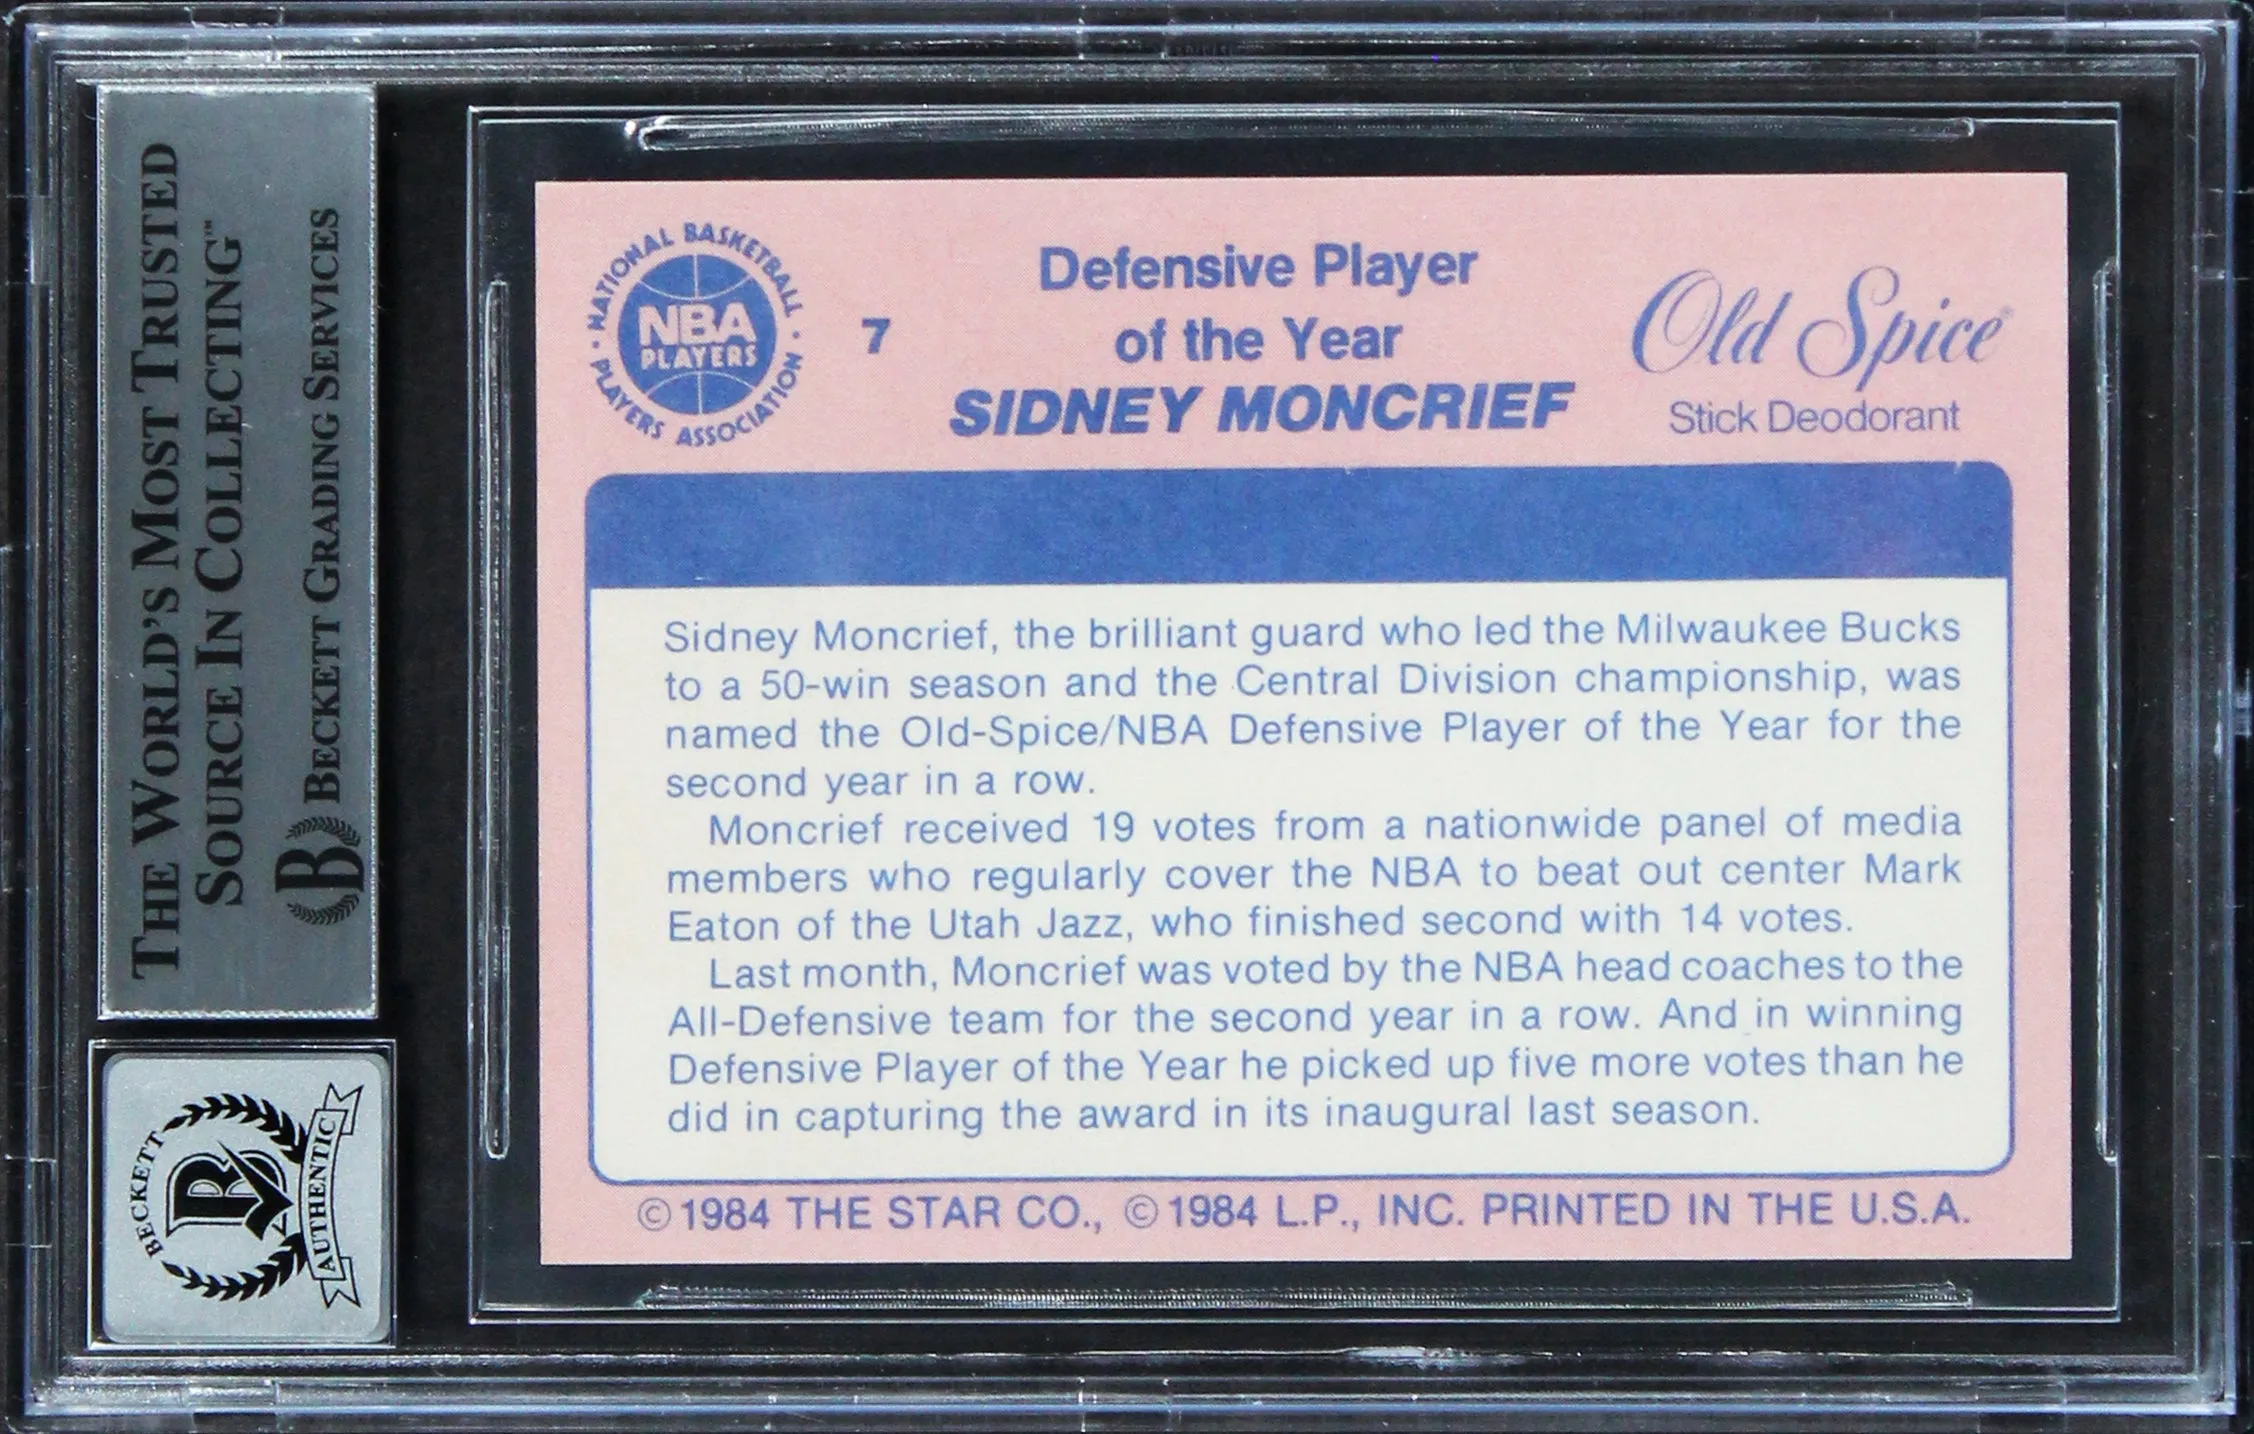 THE WORLD'S MOST TRUSTED
SOURCE IN COLLECTING™
BECKETT GRADING SERVICES
B
BECKETT
B
AUTHENTIC
NATIONAL BASKETBALL
PLAYERS ASSOCIATION
NBA
PLAYERS
7
Defensive Player
of the Year
SIDNEY MONCRIEF
Old Spice®
Stick Deodorant
Sidney Moncrief, the brilliant guard who led the Milwaukee Bucks
to a 50-win season and the Central Division championship, was
named the Old-Spice/NBA Defensive Player of the Year for the
second year in a row.
Moncrief received 19 votes from a nationwide panel of media
members who regularly cover the NBA to beat out center Mark
Eaton of the Utah Jazz, who finished second with 14 votes.
Last month, Moncrief was voted by the NBA head coaches to the
All-Defensive team for the second year in a row. And in winning
Defensive Player of the Year he picked up five more votes than he
did in capturing the award in its inaugural last season.
© 1984 THE STAR CO., © 1984 L.P., INC. PRINTED IN THE U.S.A.